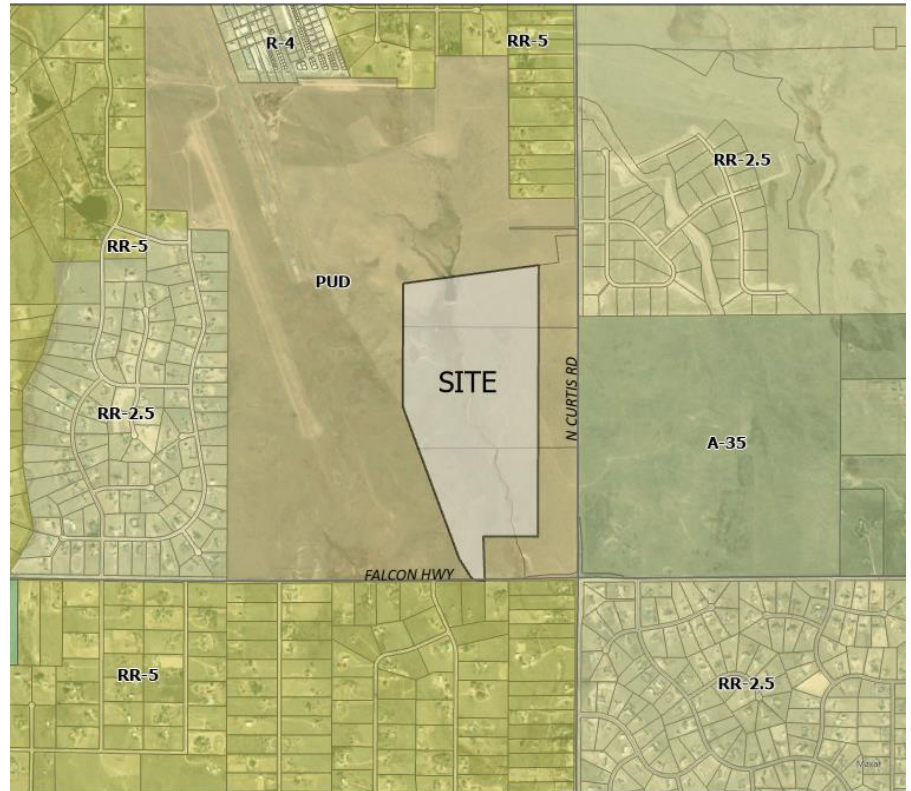 R-4
RR-5
RR-2.5
RR-5
PUD
SITE
N CURTIS RD
RR-2.5
A-35
FALCON HWY
RR-5
RR-2.5
Maxar